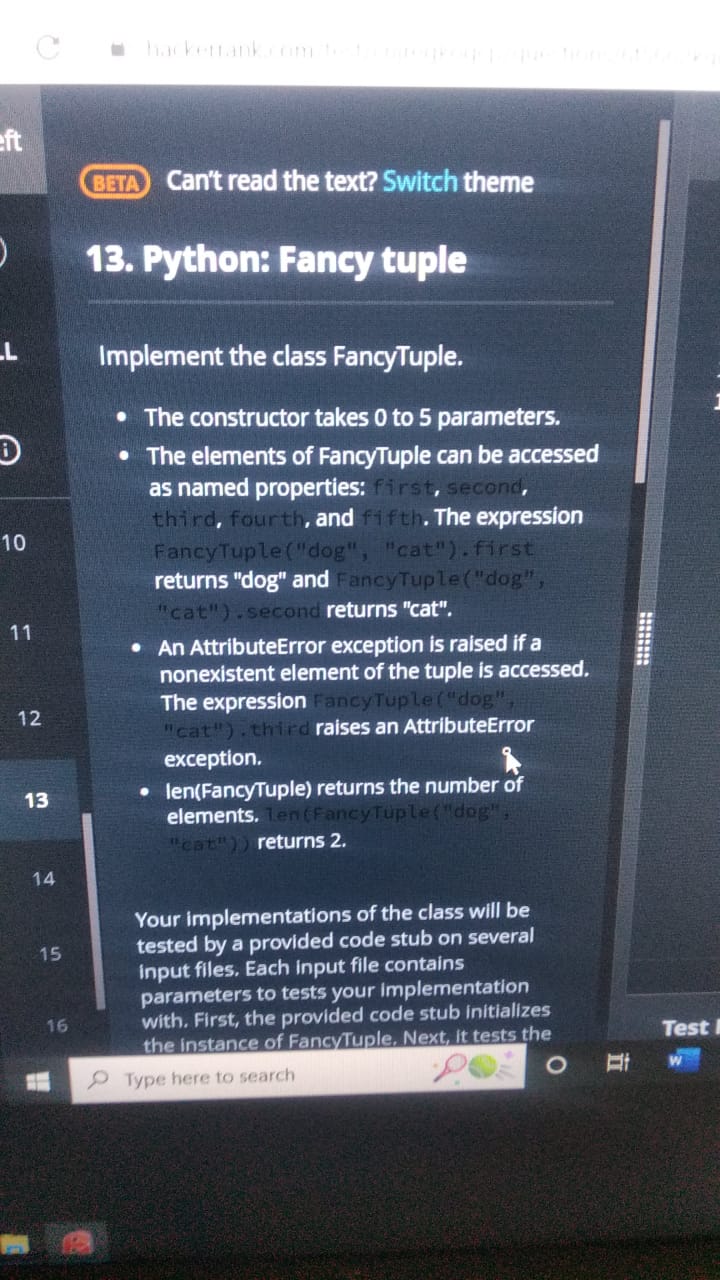 hackerrank.com/test
eft
BETA Can't read the text? Switch theme
13. Python: Fancy tuple
LL
Implement the class FancyTuple.
• The constructor takes 0 to 5 parameters.
• The elements of FancyTuple can be accessed
as named properties: first, second,
third, fourth, and fifth. The expression
FancyTuple("dog", "cat").first
returns "dog" and FancyTuple("dog",
"cat").second returns "cat".
• An AttributeError exception is raised if a
nonexistent element of the tuple is accessed.
The expression FancyTuple("dog",
"cat").third raises an AttributeError
exception.
• len(FancyTuple) returns the number of
elements. len(FancyTuple("dog",
"cat")) returns 2.
Your implementations of the class will be
tested by a provided code stub on several
input files. Each input file contains
parameters to tests your implementation
with. First, the provided code stub initializes
the instance of FancyTuple. Next, it tests the
10
11
12
13
14
15
16
Test
Type here to search
W